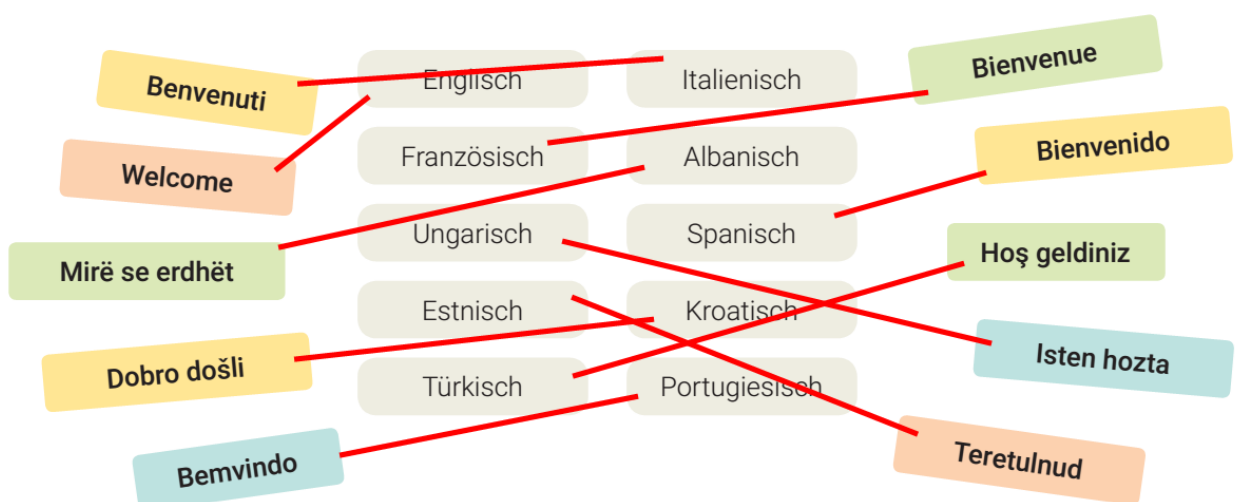 Benvenuti
Welcome
Mirë se erdhët
Dobro došli
Bemvindo
Englisch
Italienisch
Französisch
Albanisch
Ungarisch
Spanisch
Estnisch
Kroatisch
Türkisch
Portugiesisch
Bienvenue
Bienvenido
Hoş geldiniz
Isten hozta
Teretulnud